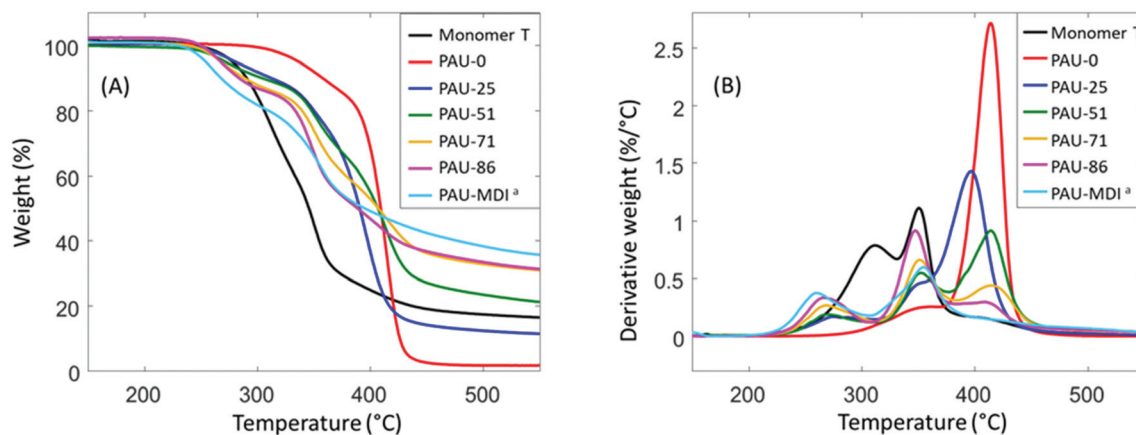 (A)
Weight (%)
100
80
60
40
20
0
200
300
400
500
Temperature (°C)
Monomer T
PAU-0
PAU-25
PAU-51
PAU-71
PAU-86
PAU-MDI ᵃ
(B)
Derivative weight (%/°C)
2.5
2
1.5
1
0.5
0
200
300
400
500
Temperature (°C)
Monomer T
PAU-0
PAU-25
PAU-51
PAU-71
PAU-86
PAU-MDI ᵃ